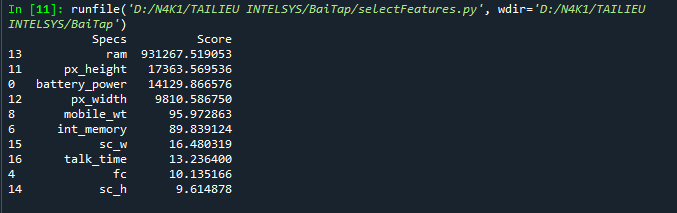 In [11]: runfile('D:/N4K1/TAILIEU INTELSYS/BaiTap/selectFeatures.py', wdir='D:/N4K1/TAILIEU
INTELSYS/BaiTap')
Specs Score
13 ram 931267.519053
11 px_height 17363.569536
0 battery_power 14129.866576
12 px_width 9810.586750
8 mobile_wt 95.972863
6 int_memory 89.839124
15 sc_w 16.480319
16 talk_time 13.236400
4 fc 10.135166
14 sc_h 9.614878